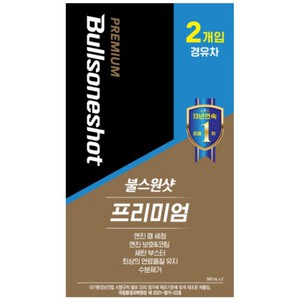 PREMIUM
Bullsoneshot
2개입
경유차
1
불스원샷
프리미엄
엔진 때 세정
엔진 보호&코팅
세탄 부스터
최상의 연료품질 유지
수분제거